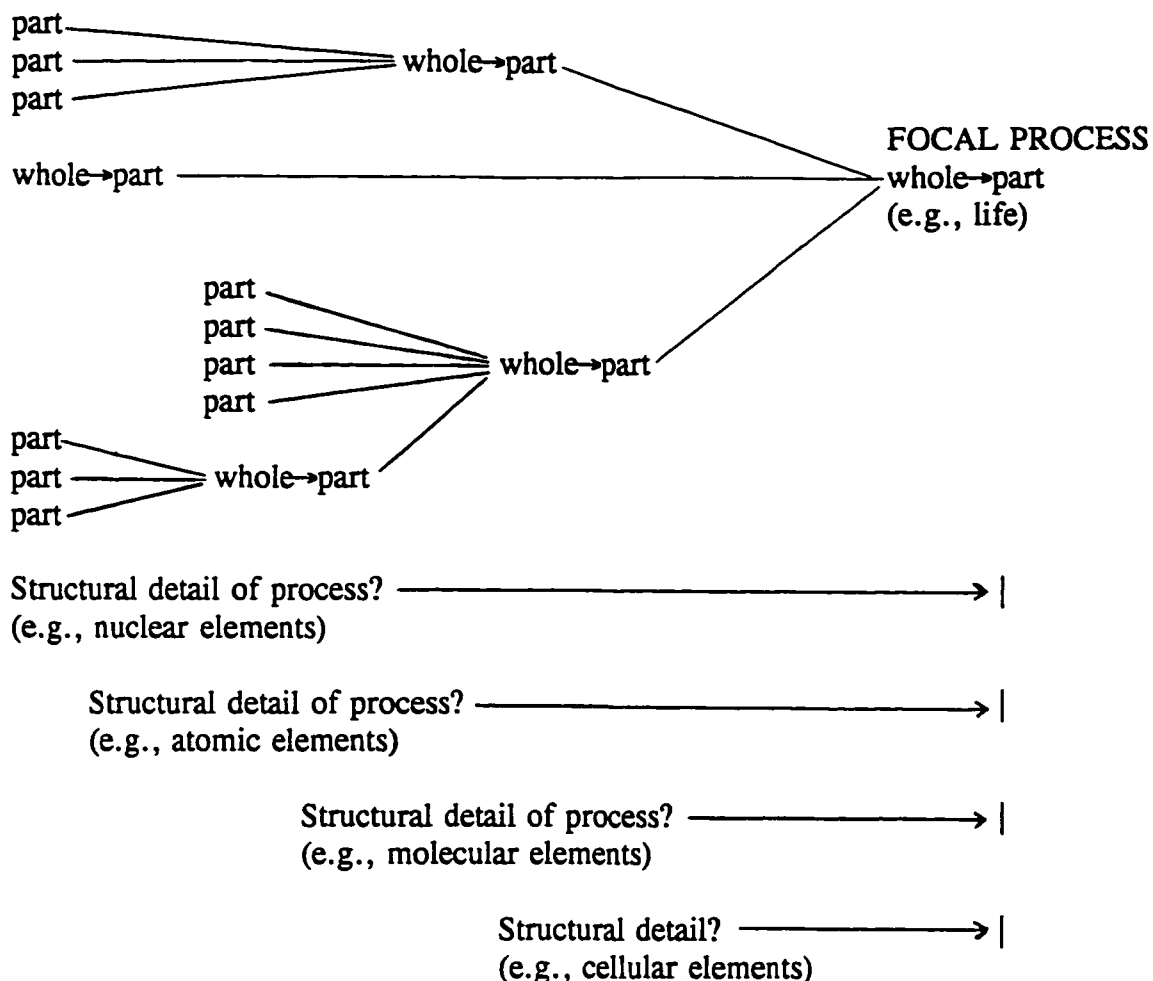 part
part
part
whole→part
FOCAL PROCESS
whole→part
whole→part
(e.g., life)
part
part
part
part
whole→part
part
part
part
whole→part
Structural detail of process?
(e.g., nuclear elements)
Structural detail of process?
(e.g., atomic elements)
Structural detail of process?
(e.g., molecular elements)
Structural detail?
(e.g., cellular elements)